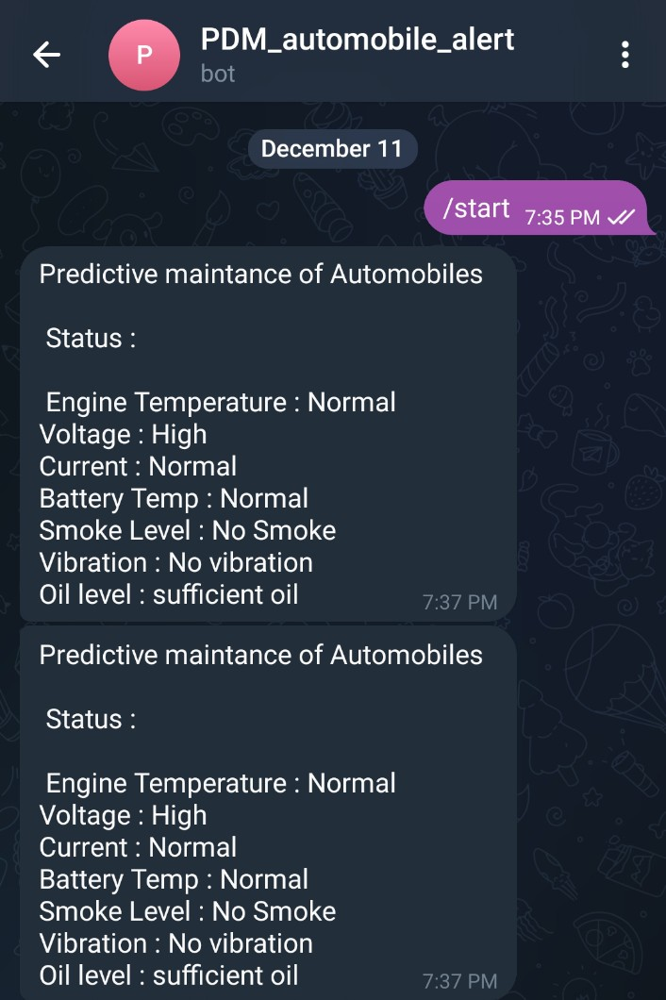 P
PDM_automobile_alert
bot
December 11
/start 7:35 PM
Predictive maintance of Automobiles
Status :
Engine Temperature : Normal
Voltage : High
Current : Normal
Battery Temp : Normal
Smoke Level : No Smoke
Vibration : No vibration
Oil level : sufficient oil
7:37 PM
Predictive maintance of Automobiles
Status :
Engine Temperature : Normal
Voltage : High
Current : Normal
Battery Temp : Normal
Smoke Level : No Smoke
Vibration : No vibration
Oil level : sufficient oil
7:37 PM